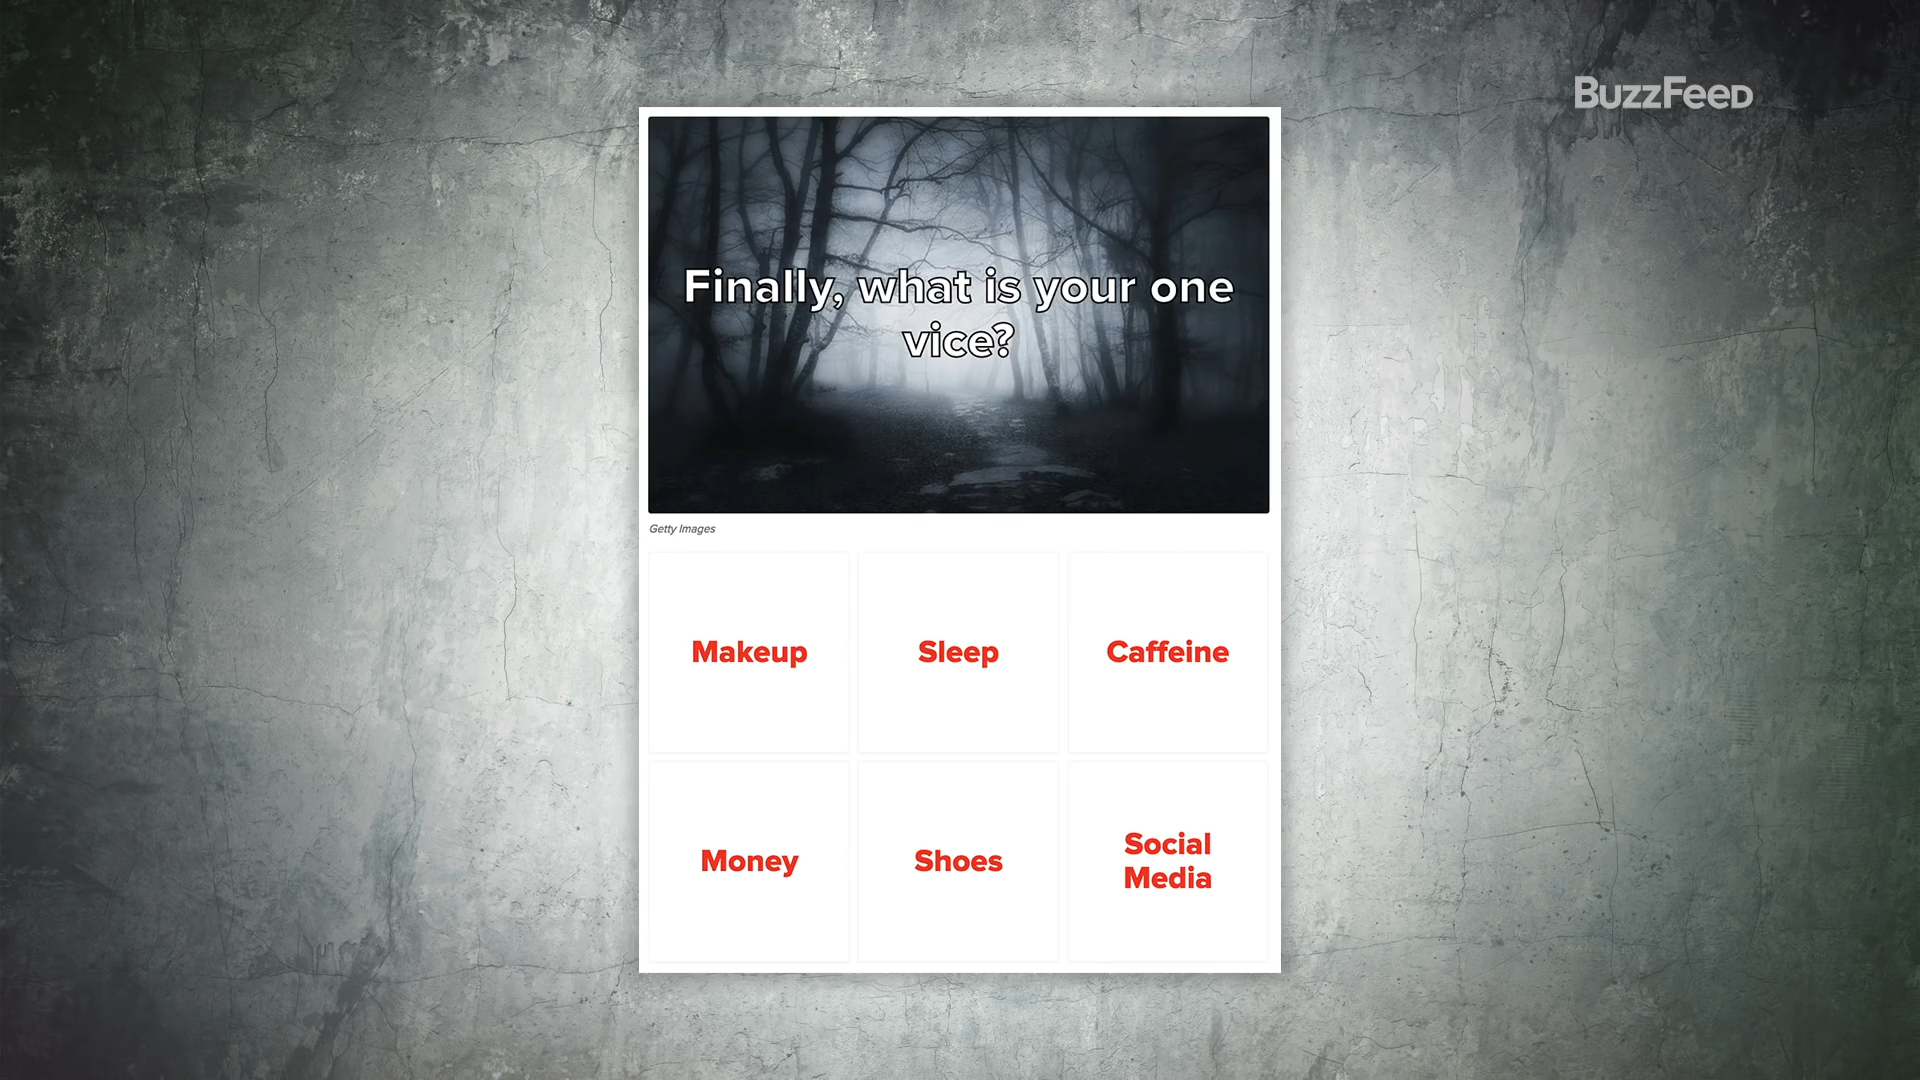 BuzzFeed
Finally, what is your one
vice?
Getty Images
Makeup
Sleep
Caffeine
Money
Shoes
Social
Media